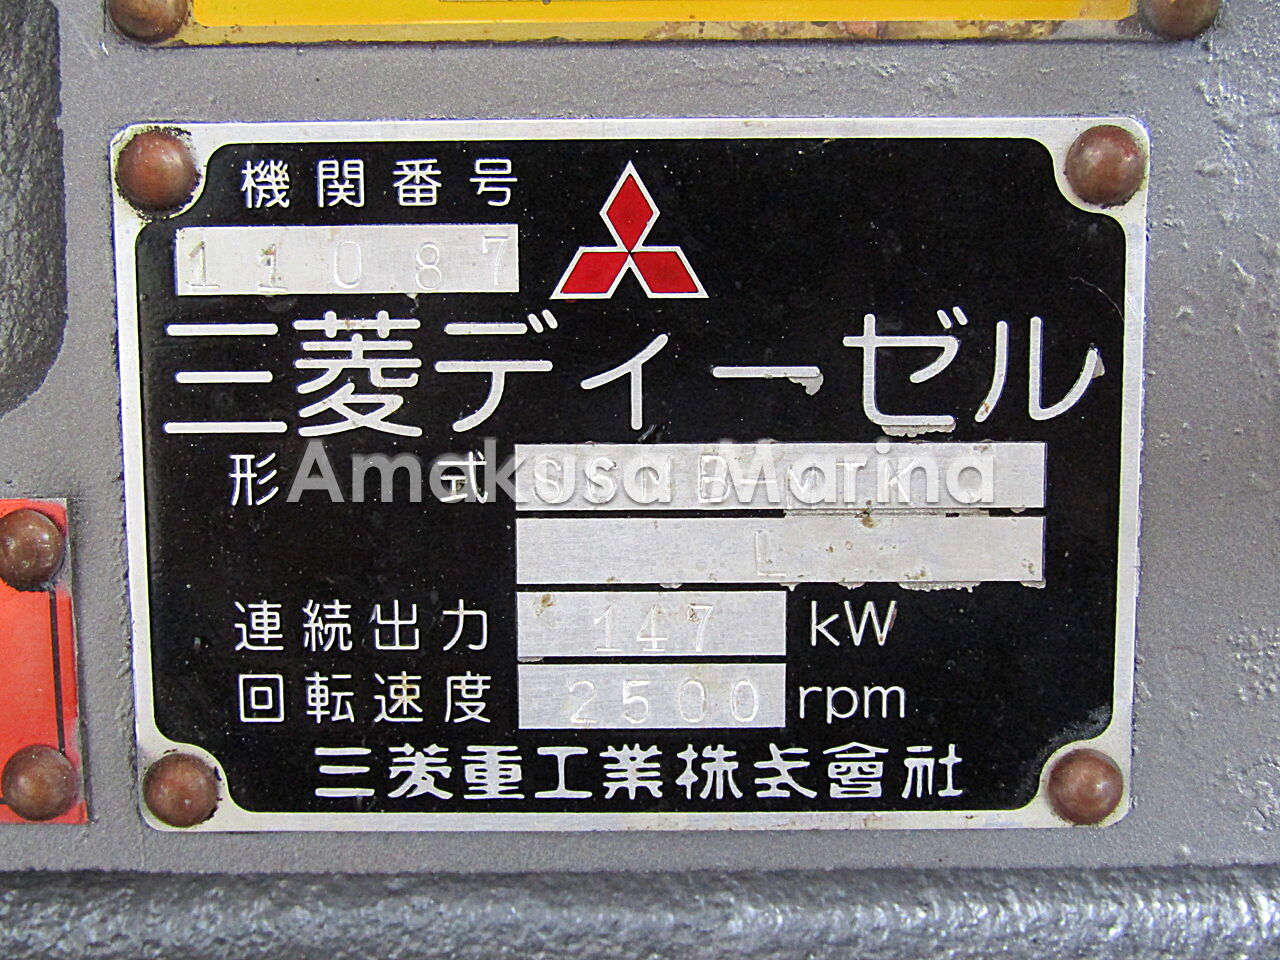 機関番号
11087
三菱ディーゼル
形式
L
連続出力 147 kW
回転速度 2500 rpm
三菱重工業株式會社
Amakusa Marina